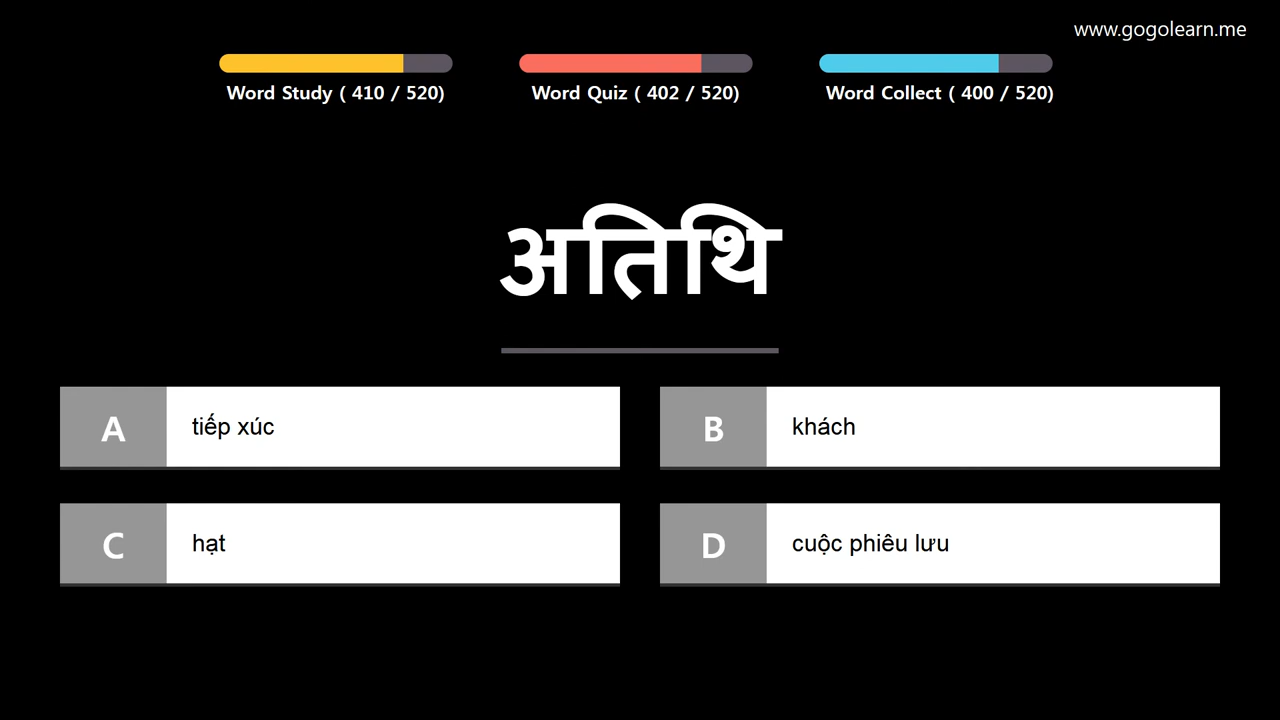 www.gogolearn.me
Word Study ( 410 / 520)
Word Quiz ( 402 / 520)
Word Collect ( 400 / 520)
अतिथि
A tiếp xúc
B khách
C hạt
D cuộc phiêu lưu